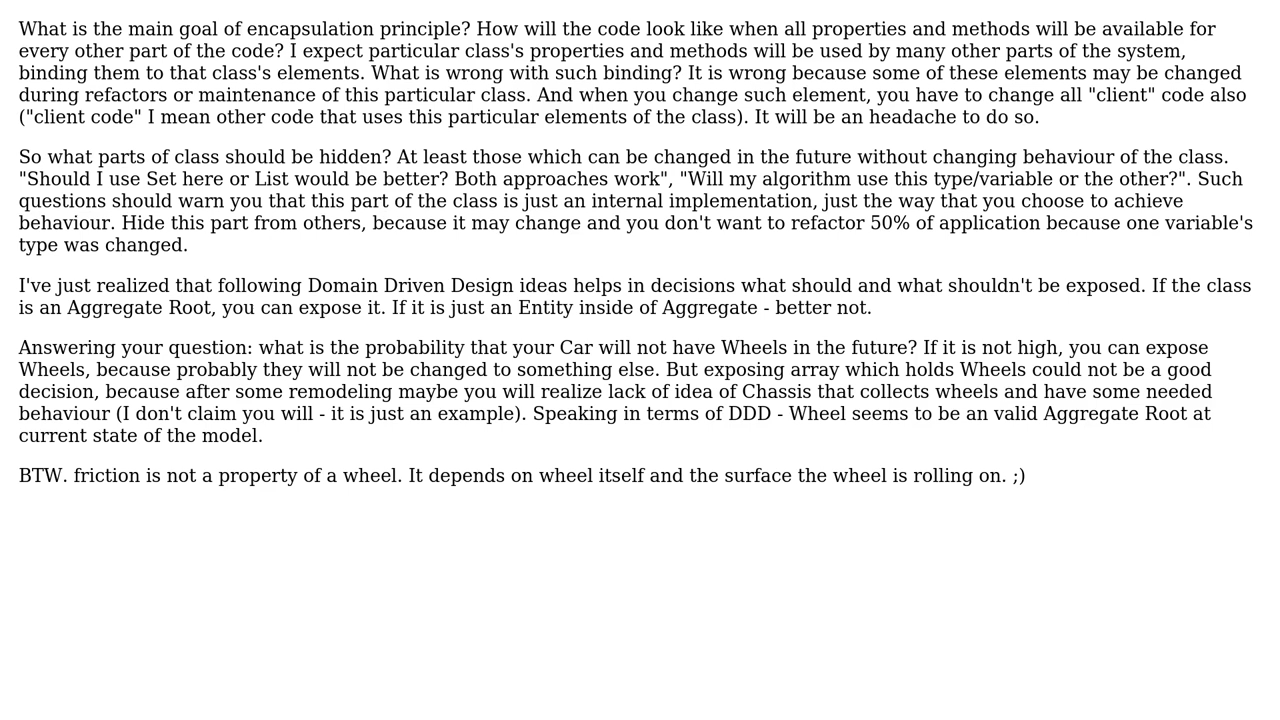 What is the main goal of encapsulation principle? How will the code look like when all properties and methods will be available for
every other part of the code? I expect particular class's properties and methods will be used by many other parts of the system,
binding them to that class's elements. What is wrong with such binding? It is wrong because some of these elements may be changed
during refactors or maintenance of this particular class. And when you change such element, you have to change all "client" code also
("client code" I mean other code that uses this particular elements of the class). It will be an headache to do so.
So what parts of class should be hidden? At least those which can be changed in the future without changing behaviour of the class.
"Should I use Set here or List would be better? Both approaches work", "Will my algorithm use this type/variable or the other?". Such
questions should warn you that this part of the class is just an internal implementation, just the way that you choose to achieve
behaviour. Hide this part from others, because it may change and you don't want to refactor 50% of application because one variable's
type was changed.
I've just realized that following Domain Driven Design ideas helps in decisions what should and what shouldn't be exposed. If the class
is an Aggregate Root, you can expose it. If it is just an Entity inside of Aggregate - better not.
Answering your question: what is the probability that your Car will not have Wheels in the future? If it is not high, you can expose
Wheels, because probably they will not be changed to something else. But exposing array which holds Wheels could not be a good
decision, because after some remodeling maybe you will realize lack of idea of Chassis that collects wheels and have some needed
behaviour (I don't claim you will - it is just an example). Speaking in terms of DDD - Wheel seems to be an valid Aggregate Root at
current state of the model.
BTW. friction is not a property of a wheel. It depends on wheel itself and the surface the wheel is rolling on. ;)